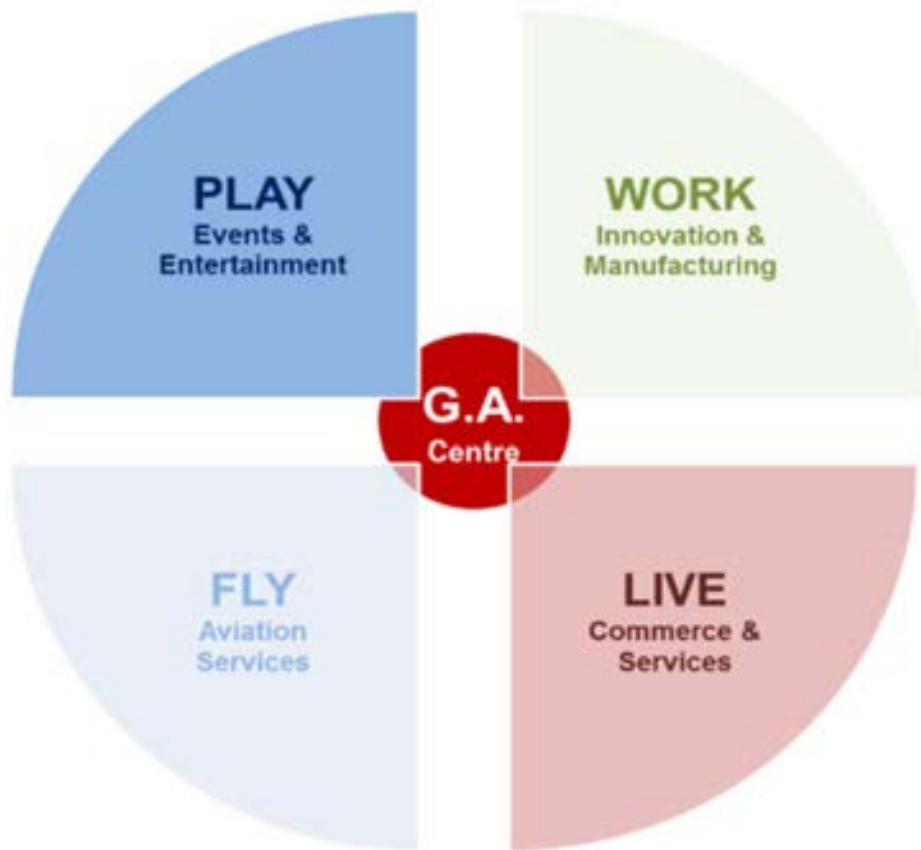 PLAY
Events &
Entertainment
WORK
Innovation &
Manufacturing
G.A.
Centre
FLY
Aviation
Services
LIVE
Commerce &
Services